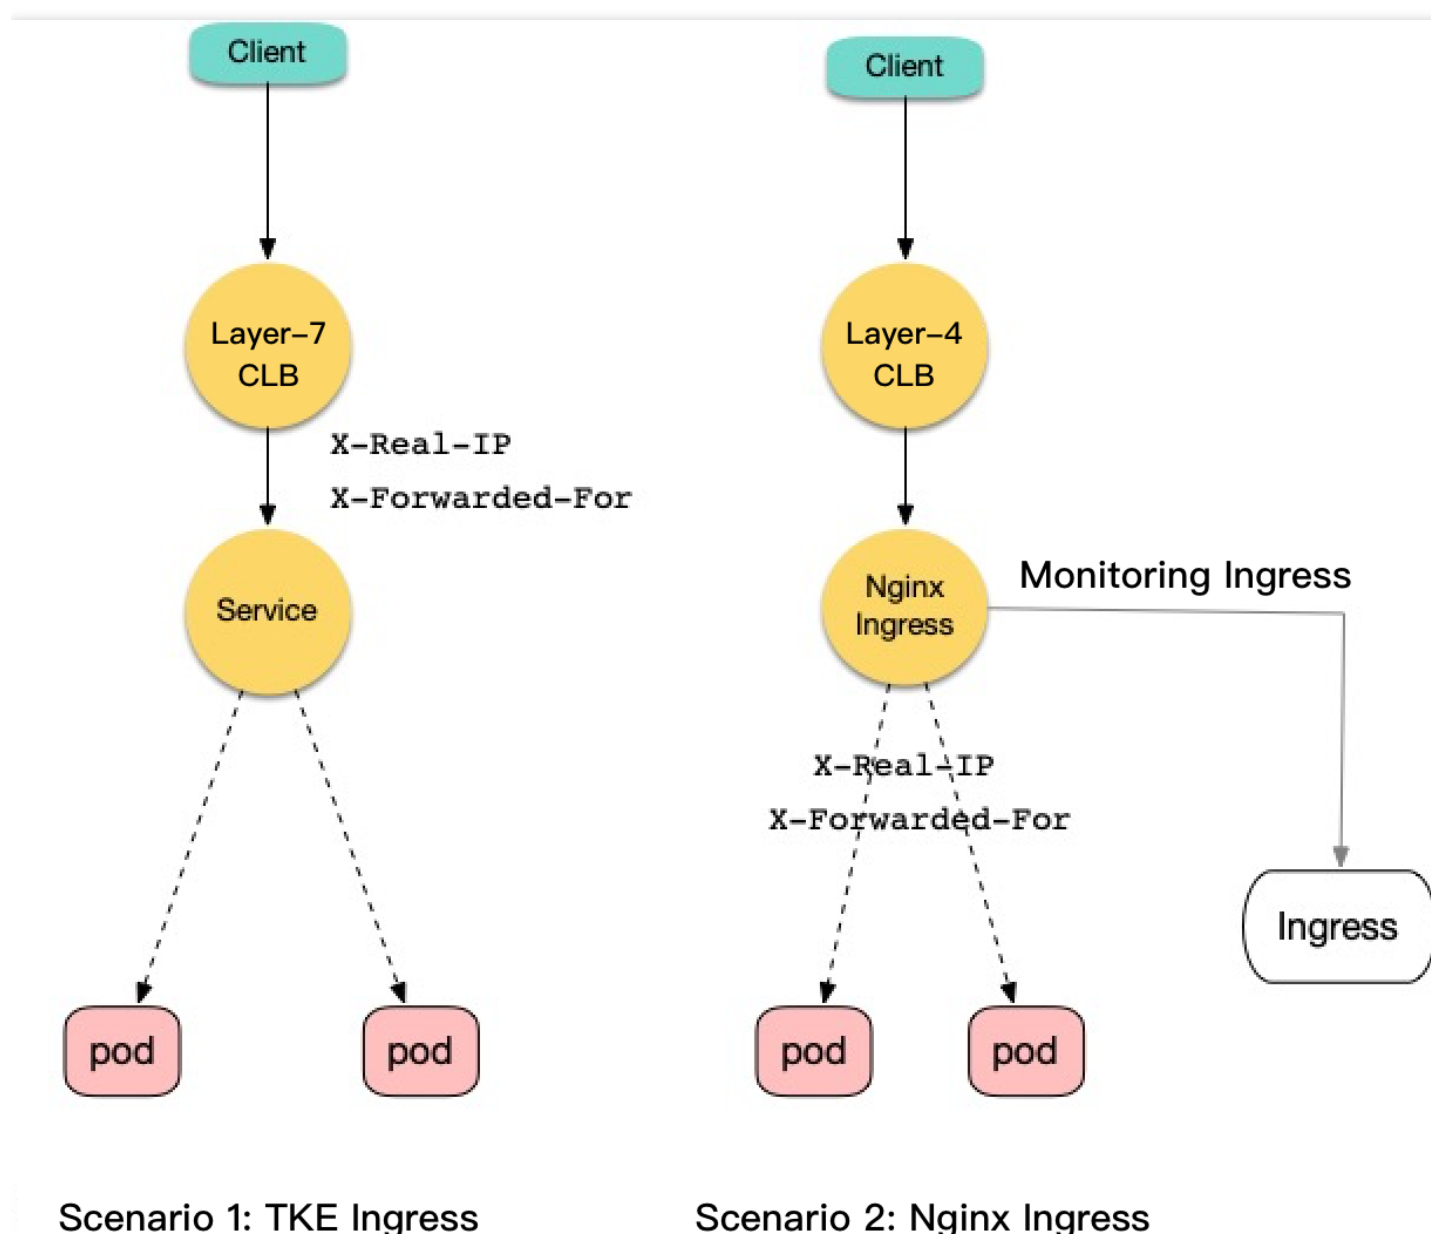 Client
Layer-7
CLB
X-Real-IP
X-Forwarded-For
Service
pod
pod
Scenario 1: TKE Ingress
Client
Layer-4
CLB
Nginx
Ingress
Monitoring Ingress
X-Real-IP
X-Forwarded-For
Ingress
pod
pod
Scenario 2: Nginx Ingress